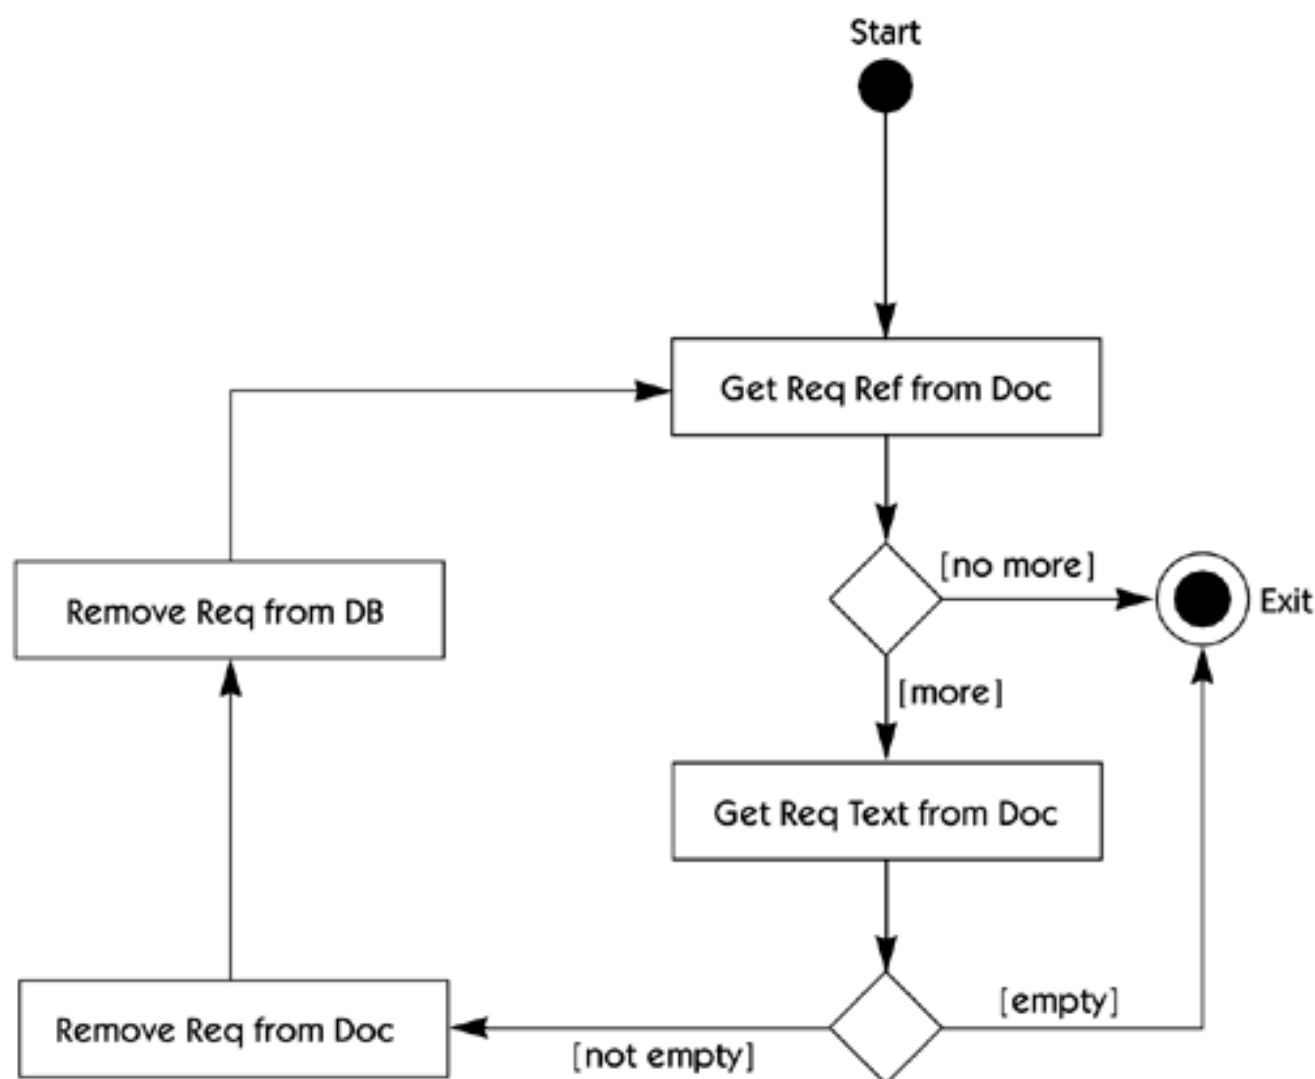 Start
Get Req Ref from Doc
[no more]
Exit
Remove Req from DB
[more]
Get Req Text from Doc
[empty]
Remove Req from Doc
[not empty]